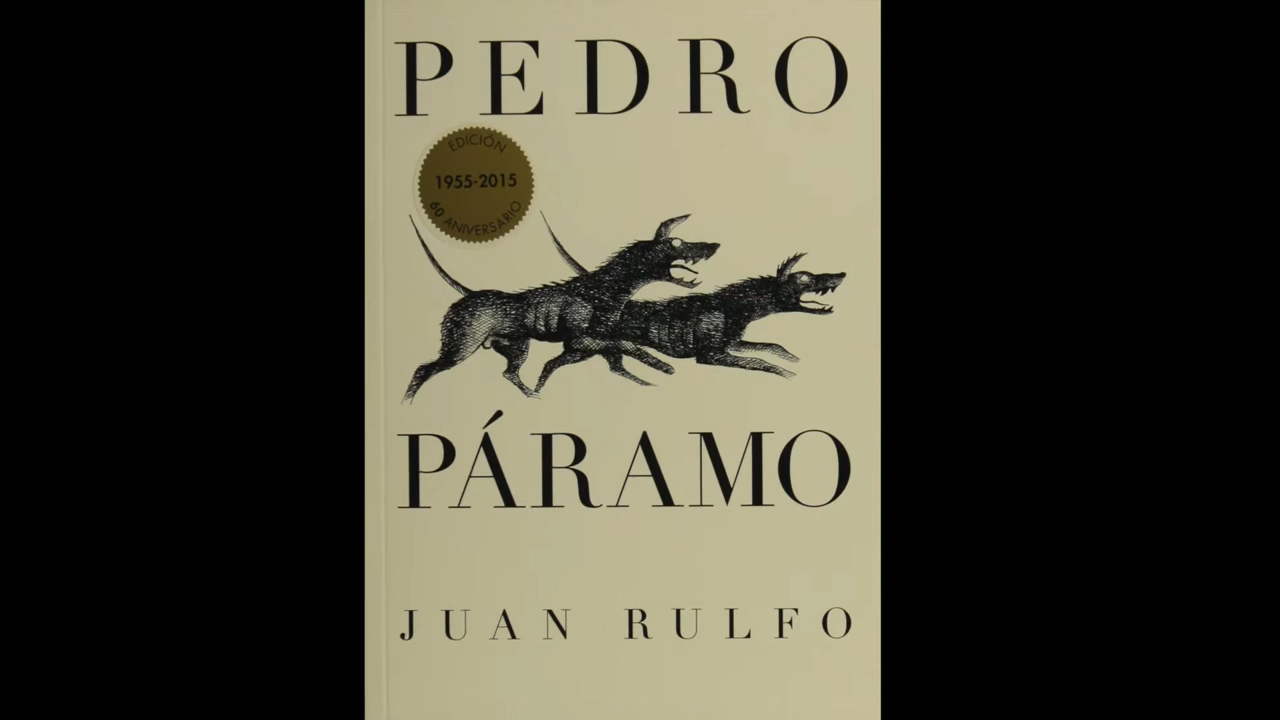 PEDRO
EDICIÓN
1955-2015
60 ANIVERSARIO
PÁRAMO
JUAN RULFO